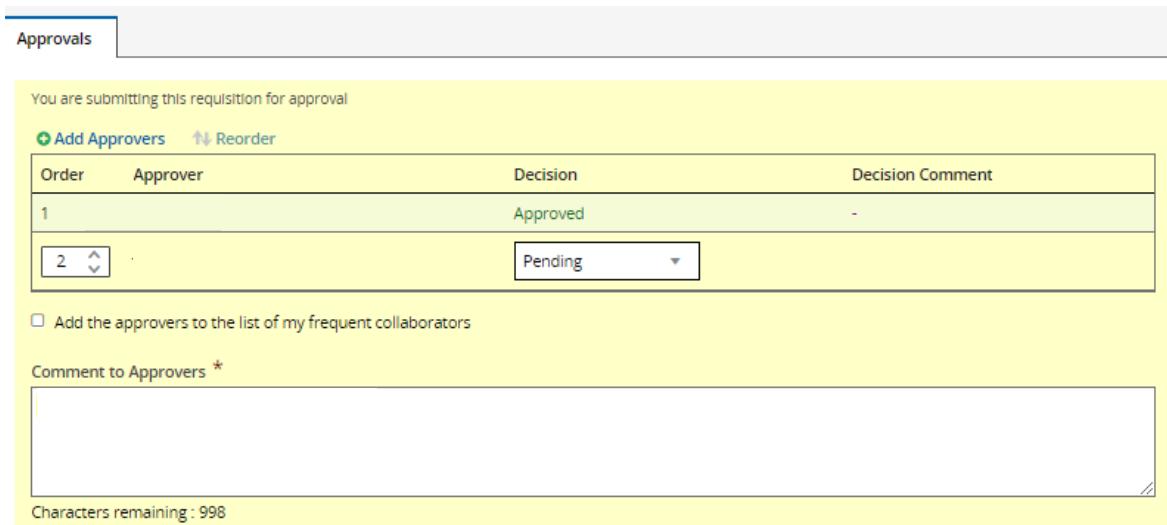 Approvals
You are submitting this requisition for approval
Add Approvers Reorder
Order Approver Decision Decision Comment
1 Approved -
2 Pending
Add the approvers to the list of my frequent collaborators
Comment to Approvers *
Characters remaining : 998